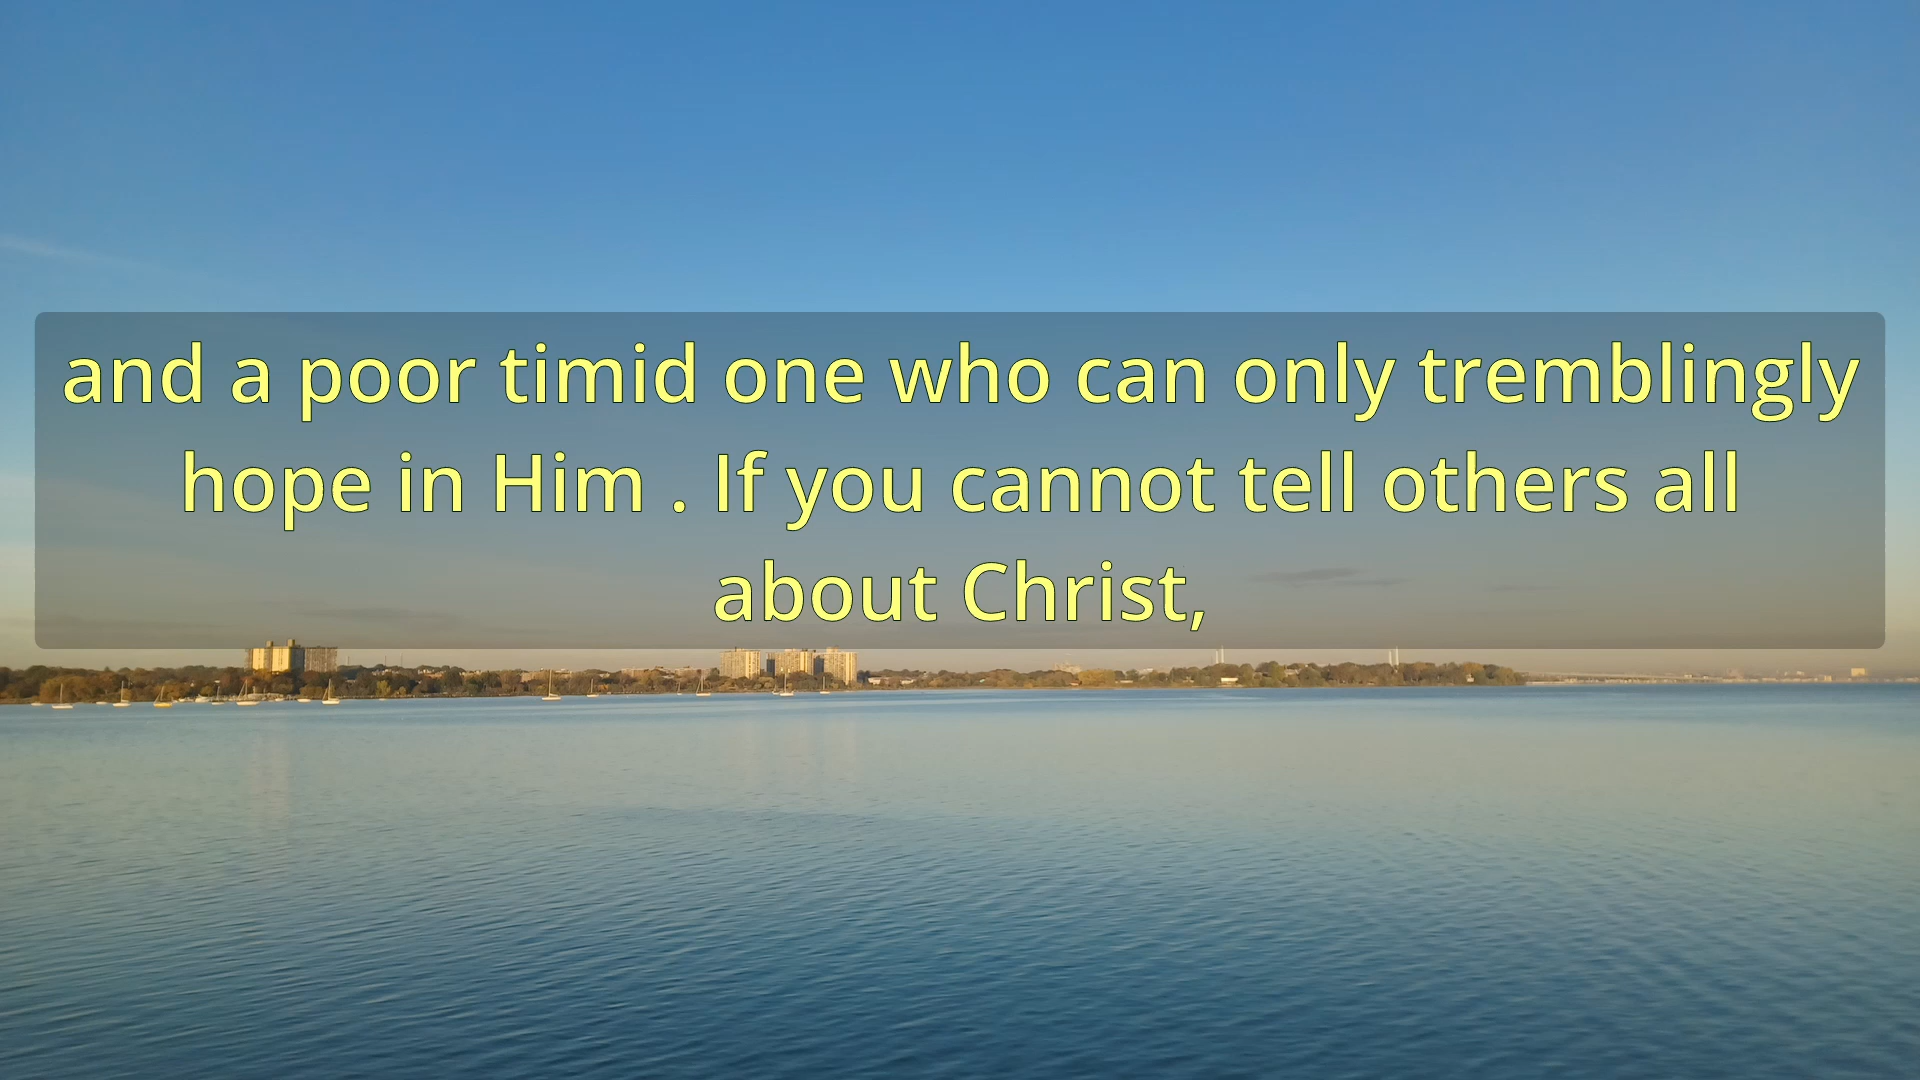 and a poor timid one who can only tremblingly
hope in Him . If you cannot tell others all
about Christ,